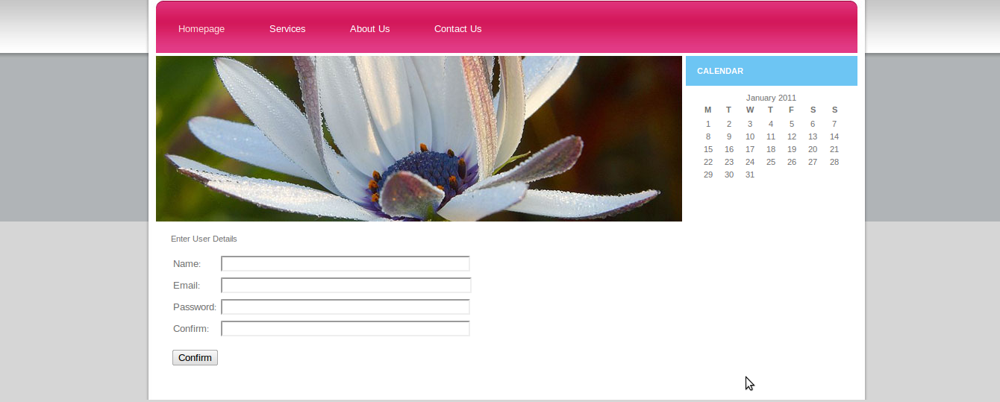 Homepage Services About Us Contact Us
CALENDAR
January 2011
M T W T F S S
1 2 3 4 5 6 7
8 9 10 11 12 13 14
15 16 17 18 19 20 21
22 23 24 25 26 27 28
29 30 31
Enter User Details
Name:
Email:
Password:
Confirm:
Confirm